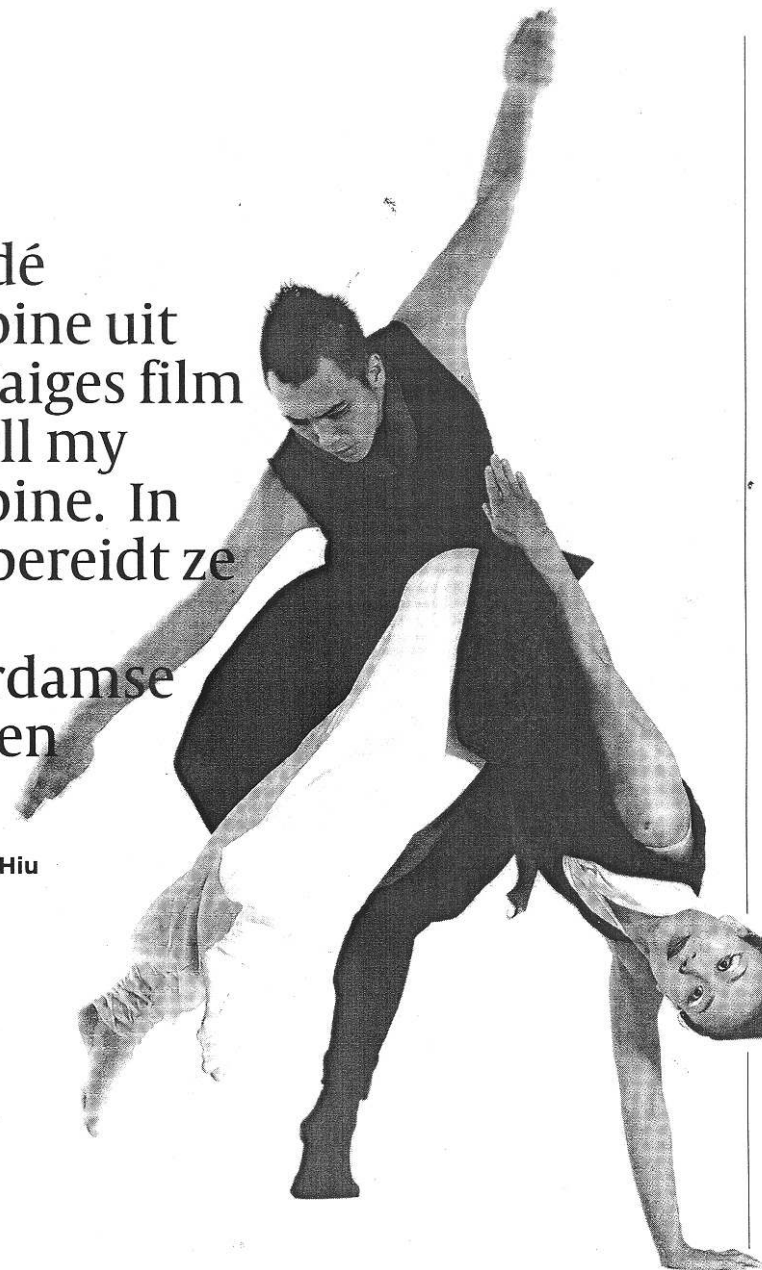 dé
pine uit
aiges film
ll my
pine. In
bereidt ze
rdamse
en
Hiu